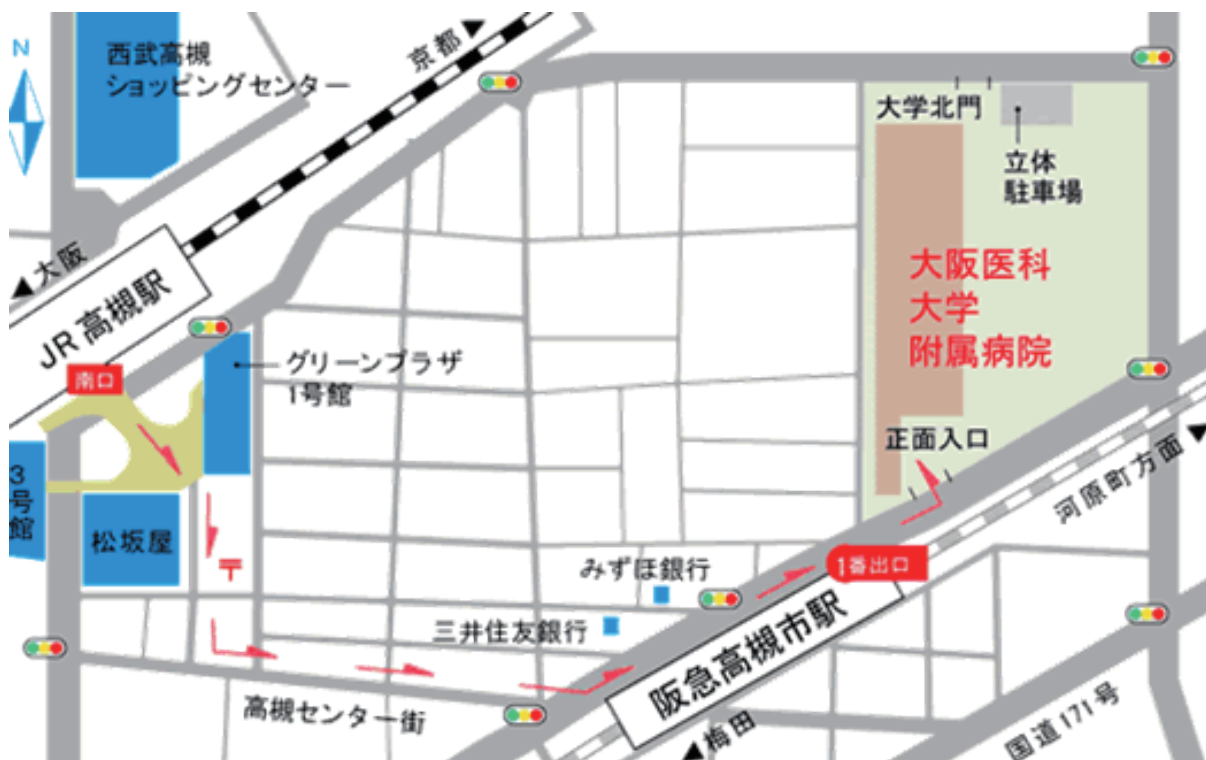 N
西武高槻
ショッピングセンター
京都▶
大学北門
立体
駐車場
◀大阪
JR高槻駅
大阪医科
大学
附属病院
南口
グリーンプラザ
1号館
正面入口
河原町方面▶
3
号
館
松坂屋
〒
みずほ銀行
1番出口
三井住友銀行
阪急高槻市駅
高槻センター街
◀梅田
国道171号